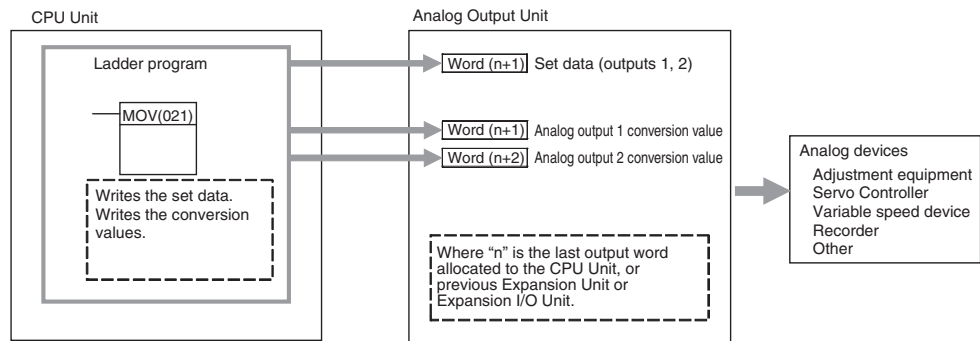 CPU Unit
Analog Output Unit
Ladder program
MOV(021)
Writes the set data.
Writes the conversion
values.
Word (n+1) Set data (outputs 1, 2)
Word (n+1) Analog output 1 conversion value
Word (n+2) Analog output 2 conversion value
Where “n” is the last output word
allocated to the CPU Unit, or
previous Expansion Unit or
Expansion I/O Unit.
Analog devices
Adjustment equipment
Servo Controller
Variable speed device
Recorder
Other